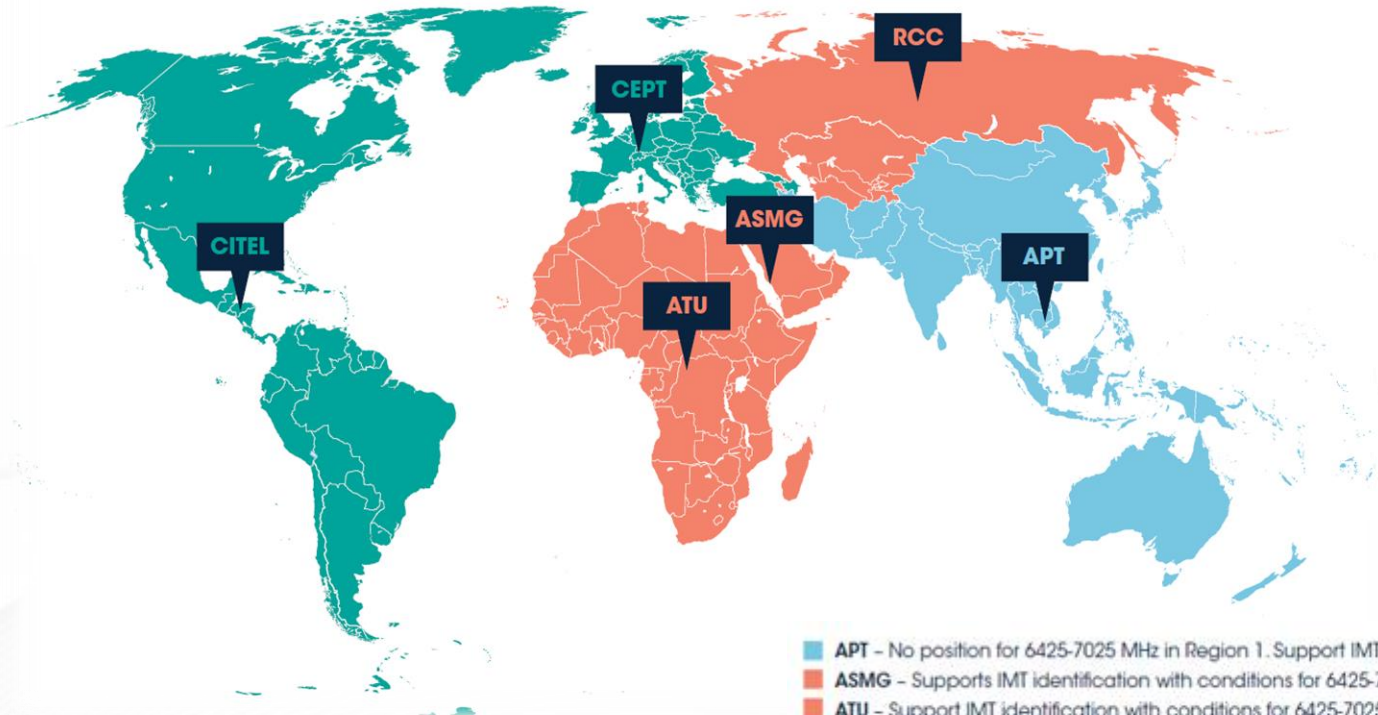 RCC
CEPT
ASMG
CITEL
APT
ATU
APT – No position for 6425-7025 MHz in Region 1. Support IMT
ASMG – Supports IMT identification with conditions for 6425-7
ATU – Support IMT identification with conditions for 6425-7025